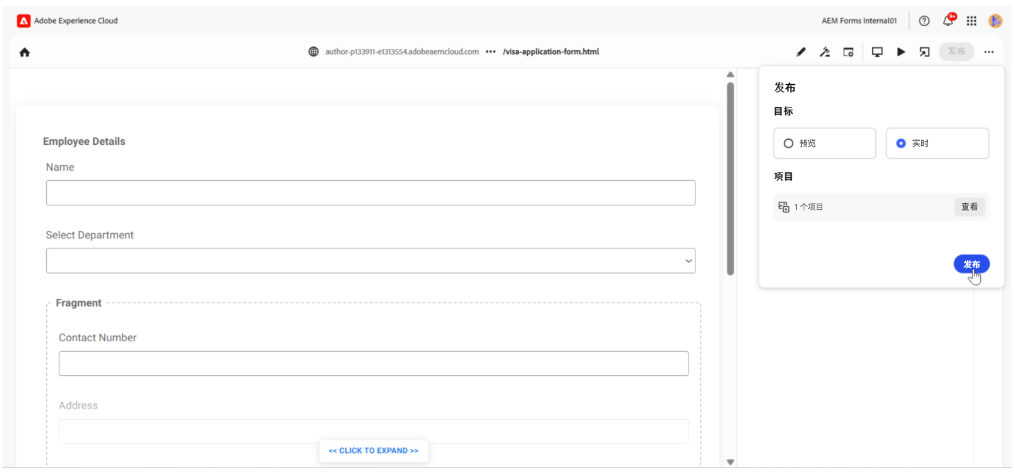 Adobe Experience Cloud
AEM Forms Internal01
9+
author-p133911-e1313554.adobeaemcloud.com ••• /visa-application-form.html
发布
发布
目标
预览
实时
项目
1 个项目
查看
发布
Employee Details
Name
Select Department
Fragment
Contact Number
Address
<< CLICK TO EXPAND >>